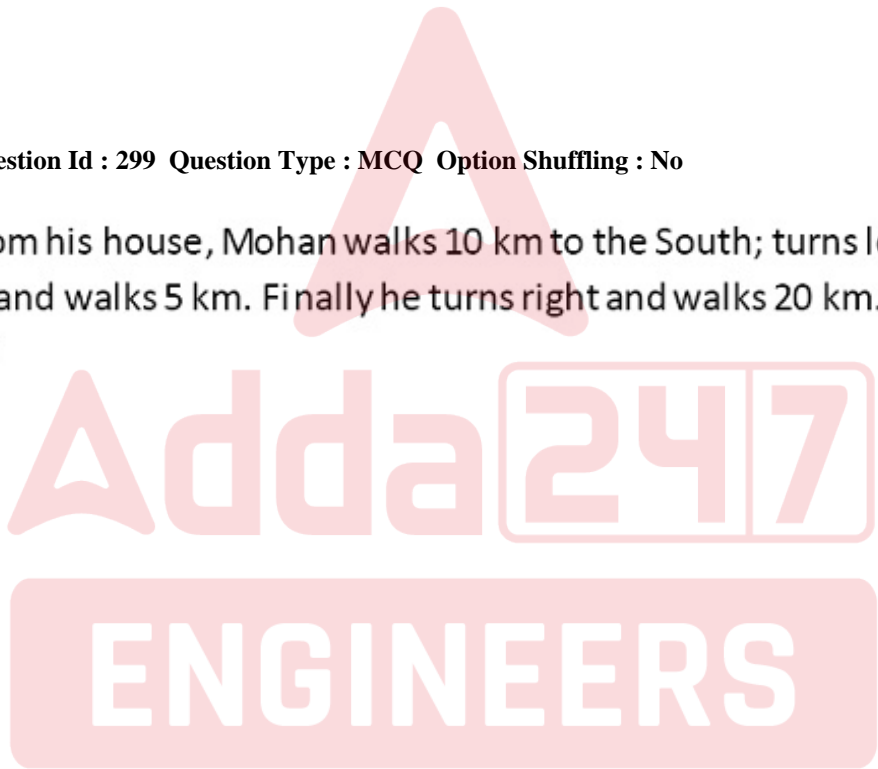 estion Id : 299 Question Type : MCQ Option Shuffling : No
om his house, Mohan walks 10 km to the South; turns l
and walks 5 km. Finally he turns right and walks 20 km.
Adda247
ENGINEERS